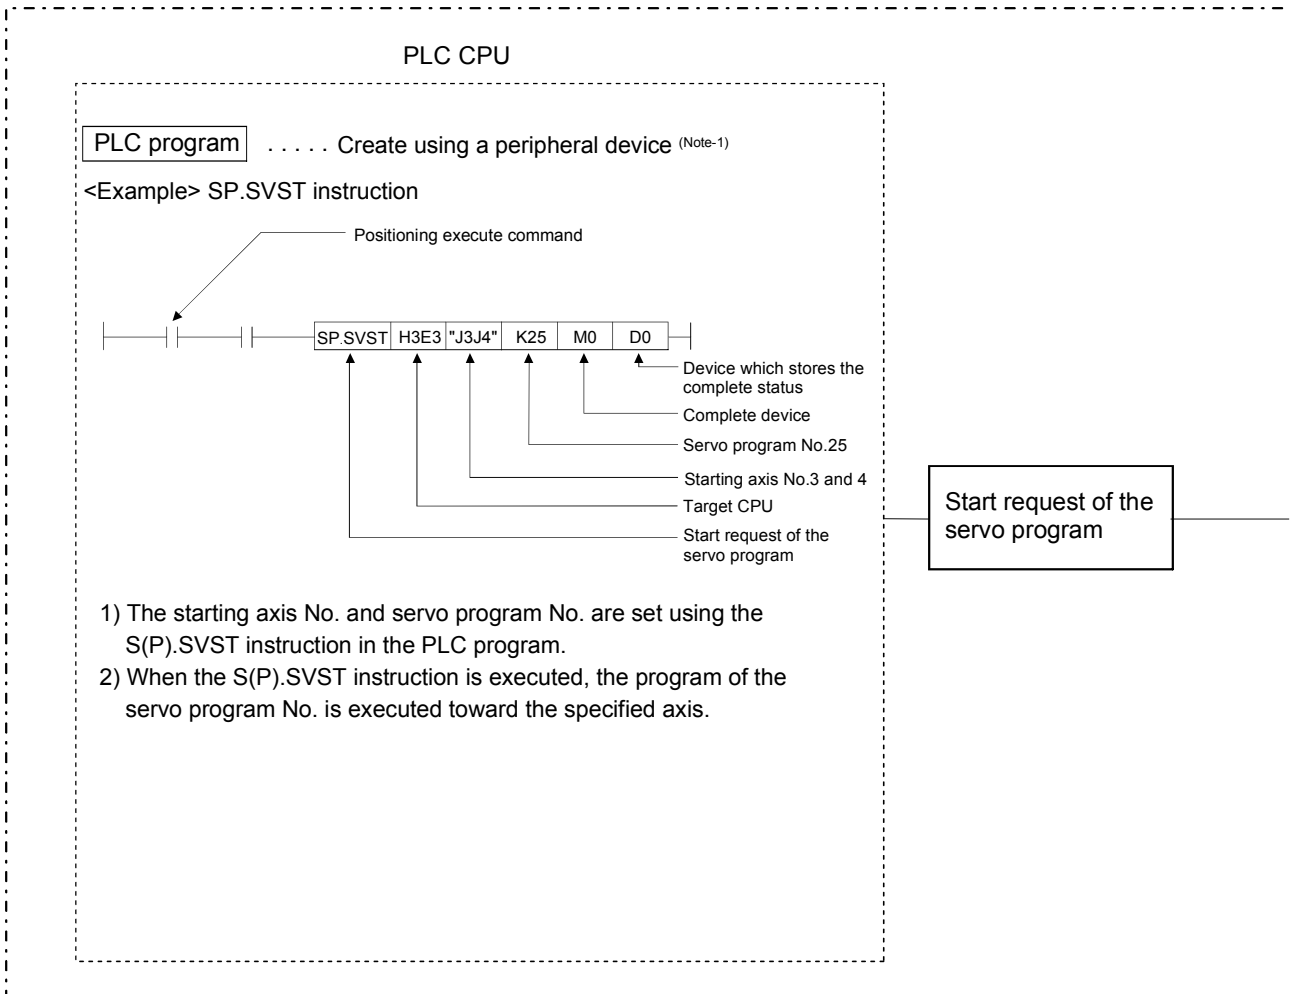 PLC CPU
PLC program ..... Create using a peripheral device (Note-1)
<Example> SP.SVST instruction
Positioning execute command
SP.SVST H3E3 "J3J4" K25 M0 D0
Device which stores the
complete status
Complete device
Servo program No.25
Starting axis No.3 and 4
Target CPU
Start request of the
servo program
Start request of the
servo program
1) The starting axis No. and servo program No. are set using the
S(P).SVST instruction in the PLC program.
2) When the S(P).SVST instruction is executed, the program of the
servo program No. is executed toward the specified axis.